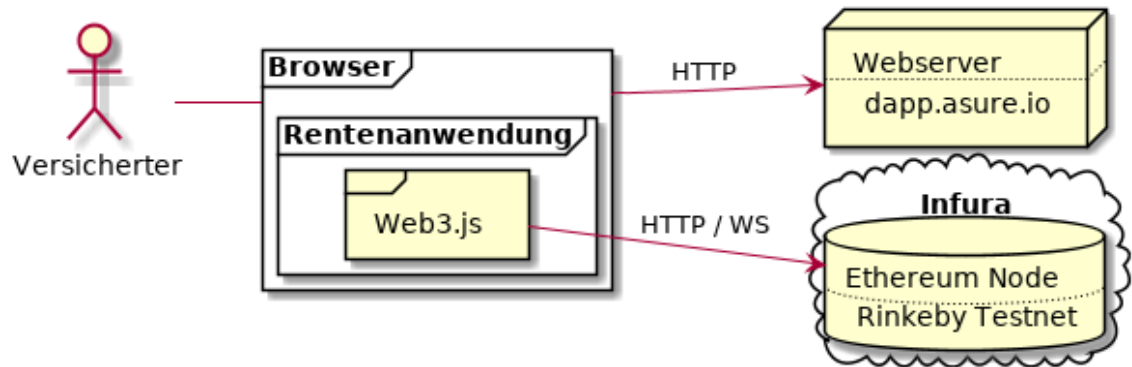 Versicherter
Browser
Rentenanwendung
Web3.js
HTTP
Webserver
dapp.asure.io
HTTP / WS
Infura
Ethereum Node
Rinkeby Testnet